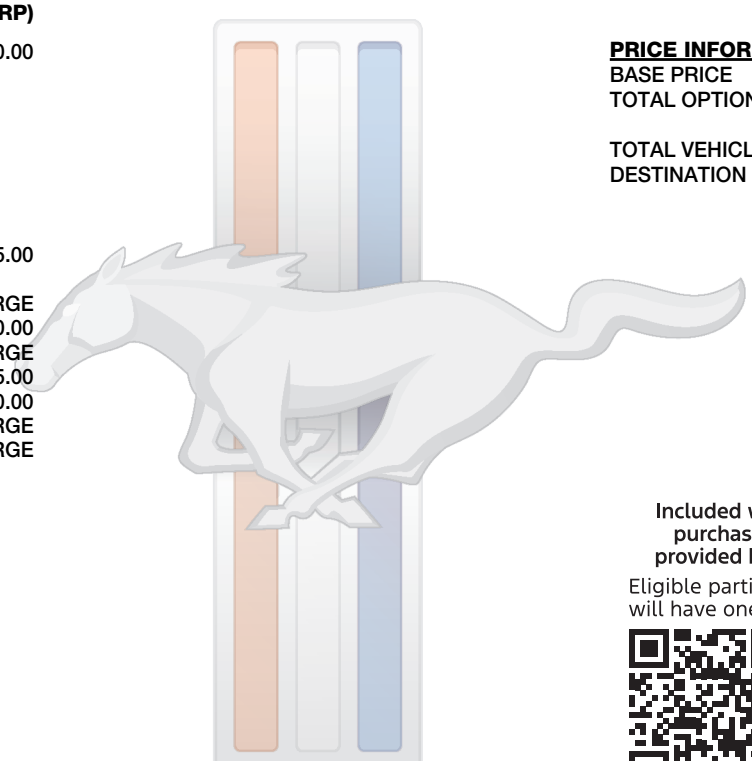 RP)
0.00
5.00
RGE
0.00
RGE
5.00
0.00
RGE
RGE
PRICE INFOR
BASE PRICE
TOTAL OPTION
TOTAL VEHICL
DESTINATION
Included w
purchas
provided
Eligible parti
will have one